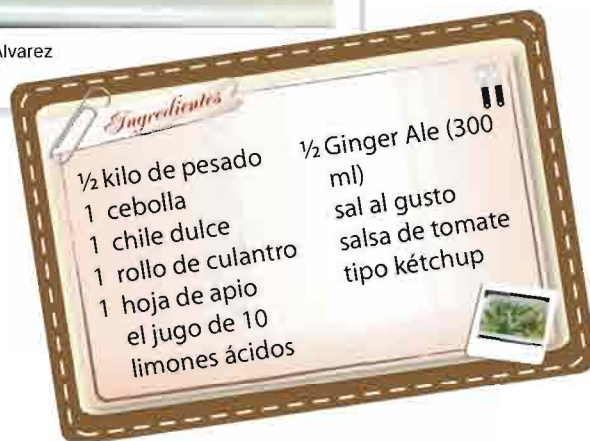 Alvarez
Ingredientes
½ kilo de pesado
1 cebolla
1 chile dulce
1 rollo de culantro
1 hoja de apio
el jugo de 10
limones ácidos
½ Ginger Ale (300
ml)
sal al gusto
salsa de tomate
tipo kétchup